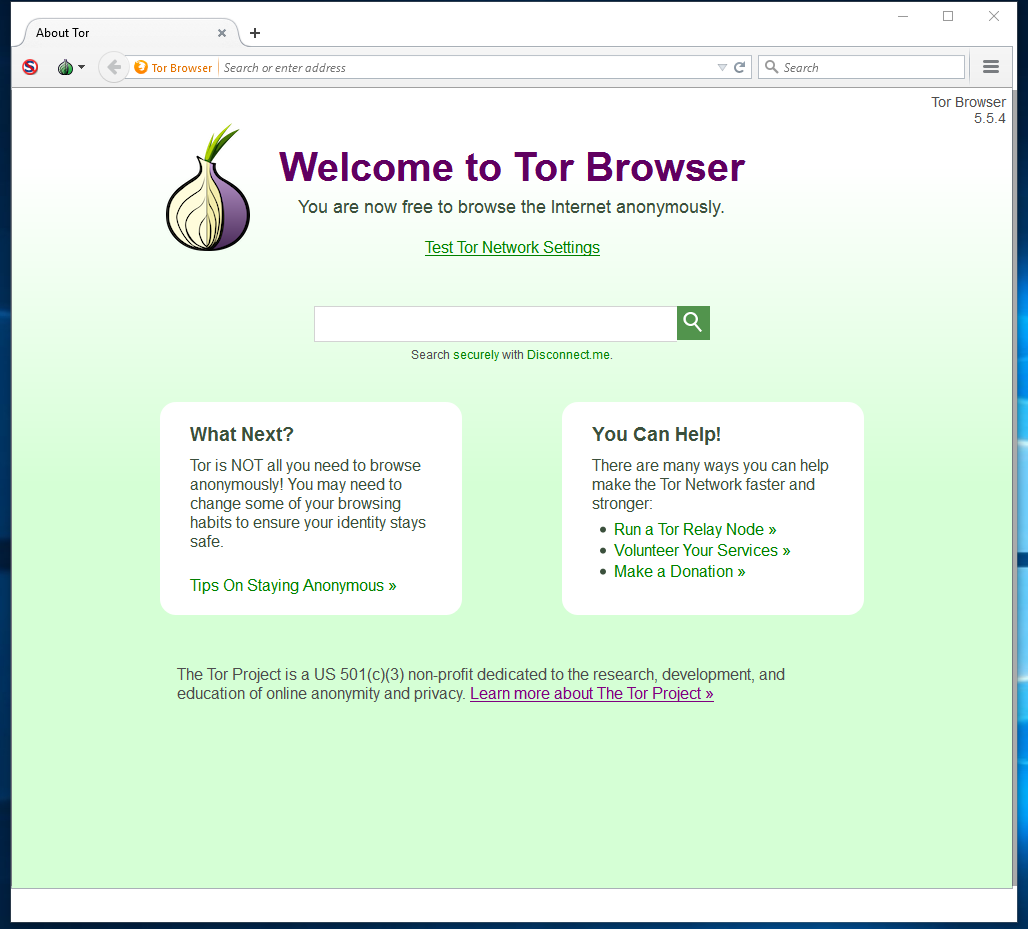 About Tor
Tor Browser
Search or enter address
Search
Tor Browser
5.5.4
Welcome to Tor Browser
You are now free to browse the Internet anonymously.
Test Tor Network Settings
Search securely with Disconnect.me.
What Next?
Tor is NOT all you need to browse
anonymously! You may need to
change some of your browsing
habits to ensure your identity stays
safe.
Tips On Staying Anonymous »
You Can Help!
There are many ways you can help
make the Tor Network faster and
stronger:
• Run a Tor Relay Node »
• Volunteer Your Services »
• Make a Donation »
The Tor Project is a US 501(c)(3) non-profit dedicated to the research, development, and
education of online anonymity and privacy. Learn more about The Tor Project »